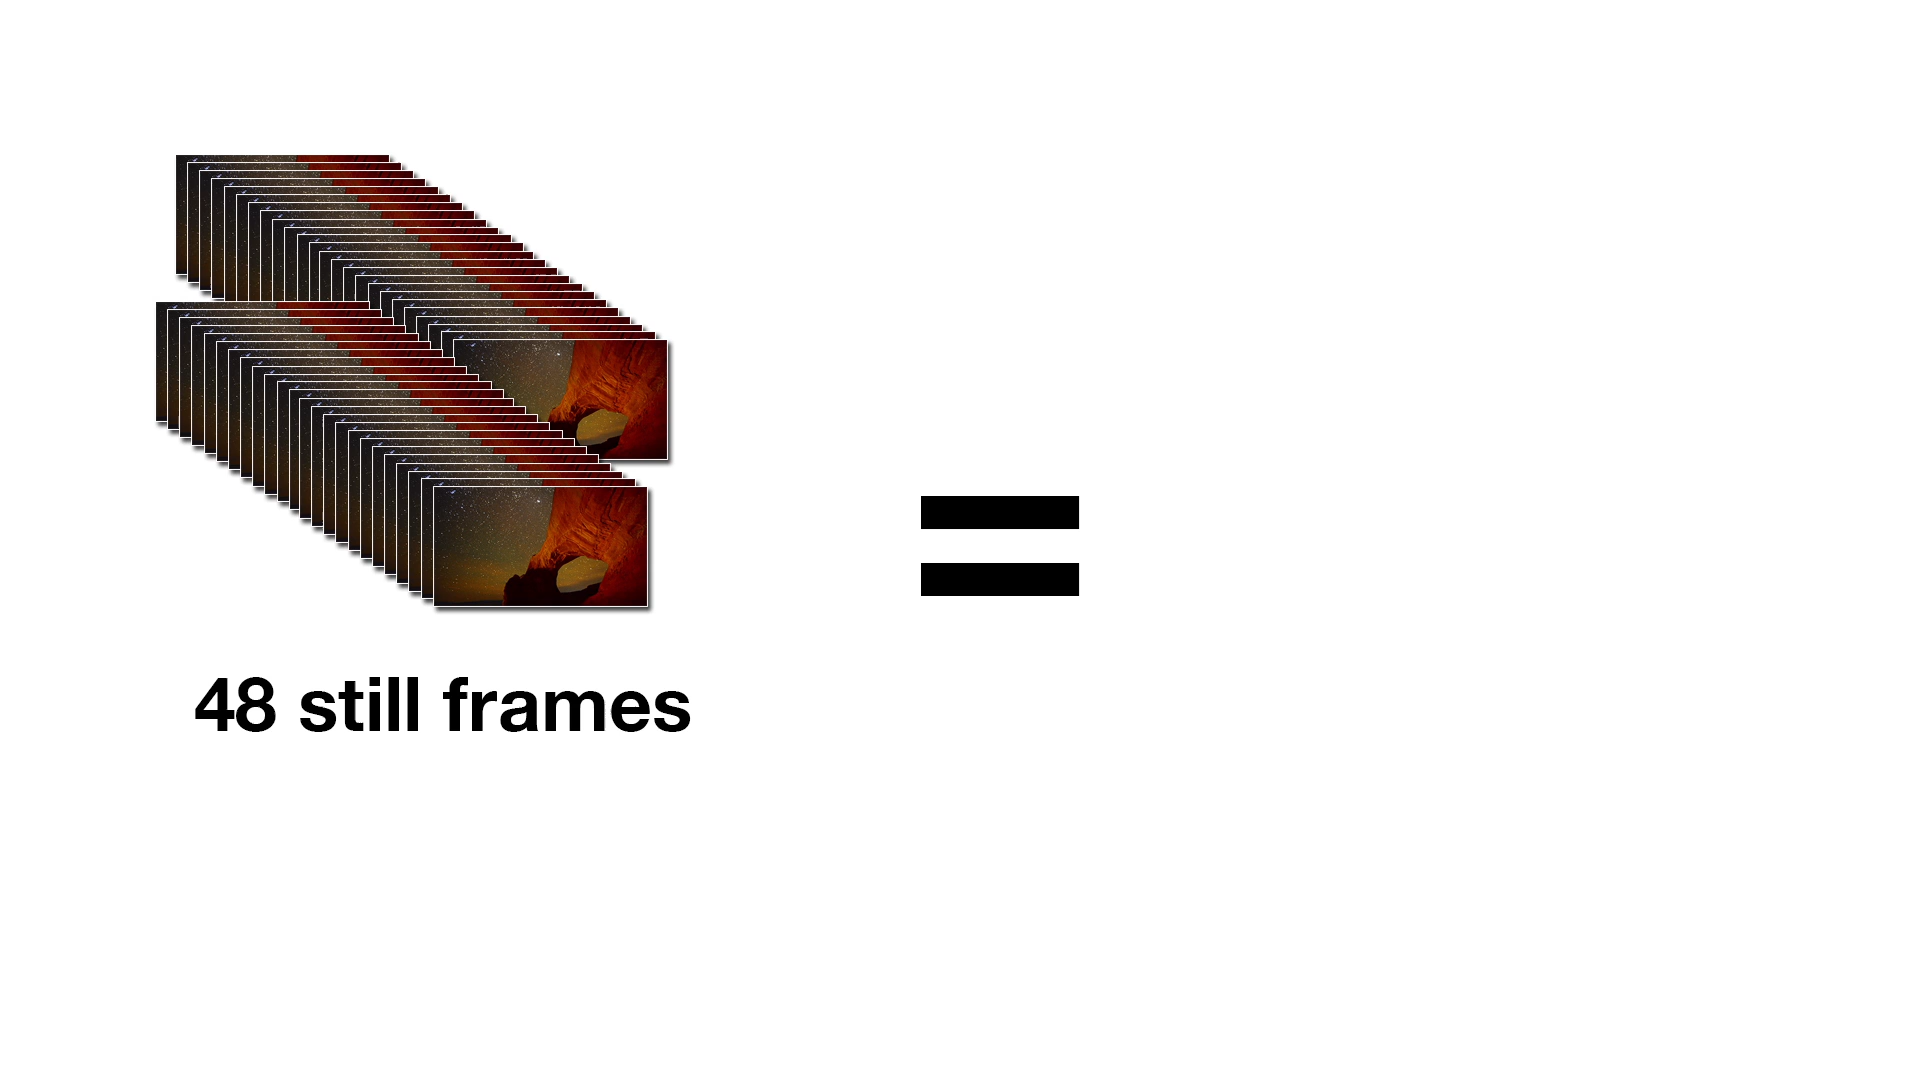 48 still frames
=